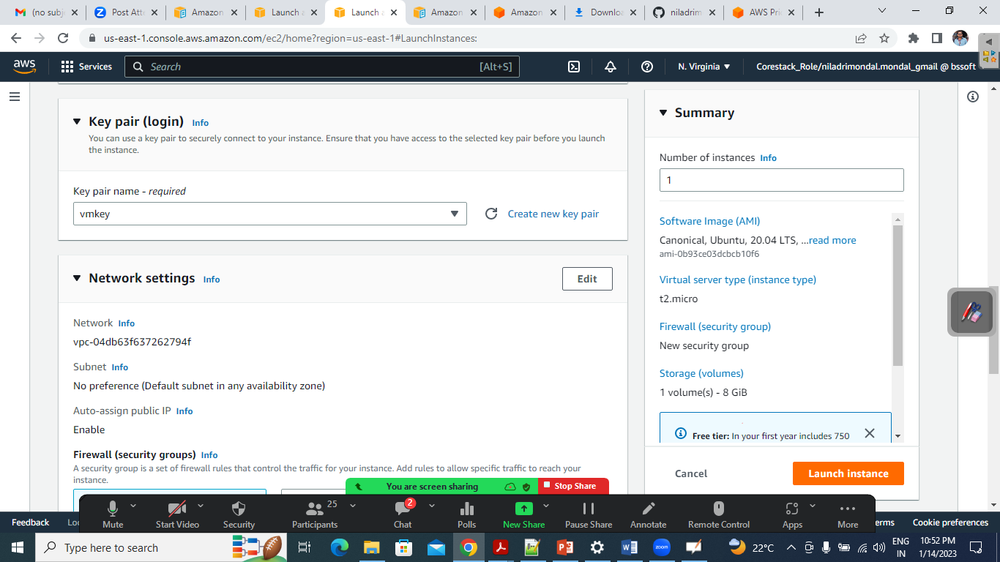 (no subj
Post Atte
Amazon
Launch a
Launch a
Amazon
Amazon
Downloa
niladrim
AWS Pri
us-east-1.console.aws.amazon.com/ec2/home?region=us-east-1#LaunchInstances:
aws
Services
Search
[Alt+S]
N. Virginia
Corestack_Role/niladrimondal.mondal_gmail @ bssoft
Key pair (login) Info
You can use a key pair to securely connect to your instance. Ensure that you have access to the selected key pair before you launch
the instance.
Key pair name - required
vmkey
Create new key pair
Network settings Info
Edit
Network Info
vpc-04db63f637262794f
Subnet Info
No preference (Default subnet in any availability zone)
Auto-assign public IP Info
Enable
Firewall (security groups) Info
A security group is a set of firewall rules that control the traffic for your instance. Add rules to allow specific traffic to reach your
instance.
Summary
Number of instances Info
1
Software Image (AMI)
Canonical, Ubuntu, 20.04 LTS, ...read more
ami-0b93ce03dcbcb10f6
Virtual server type (instance type)
t2.micro
Firewall (security group)
New security group
Storage (volumes)
1 volume(s) - 8 GiB
Free tier: In your first year includes 750
Cancel
Launch instance
You are screen sharing
Stop Share
Mute
Start Video
Security
25
Participants
2
Chat
Polls
New Share
Pause Share
Annotate
Remote Control
Apps
More
Feedback
Lo
erms
Cookie preferences
Type here to search
zoom
22°C
ENG
IN
10:52 PM
1/14/2023